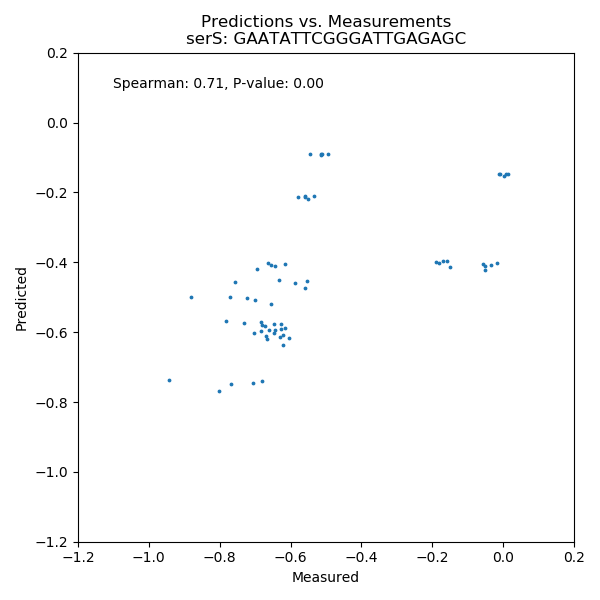 Predictions vs. Measurements
serS: GAATATTCGGGATTGAGAGC
Spearman: 0.71, P-value: 0.00
0.2
0.0
−0.2
−0.4
−0.6
−0.8
−1.0
−1.2
Predicted
−1.2 −1.0 −0.8 −0.6 −0.4 −0.2 0.0 0.2
Measured